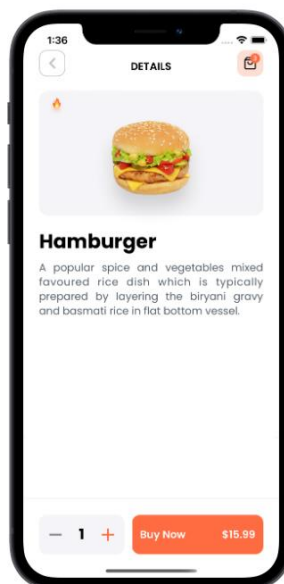 1:36
DETAILS
Hamburger
A popular spice and vegetables mixed
favoured rice dish which is typically
prepared by layering the biryani gravy
and basmati rice in flat bottom vessel.
1
Buy Now $15.99